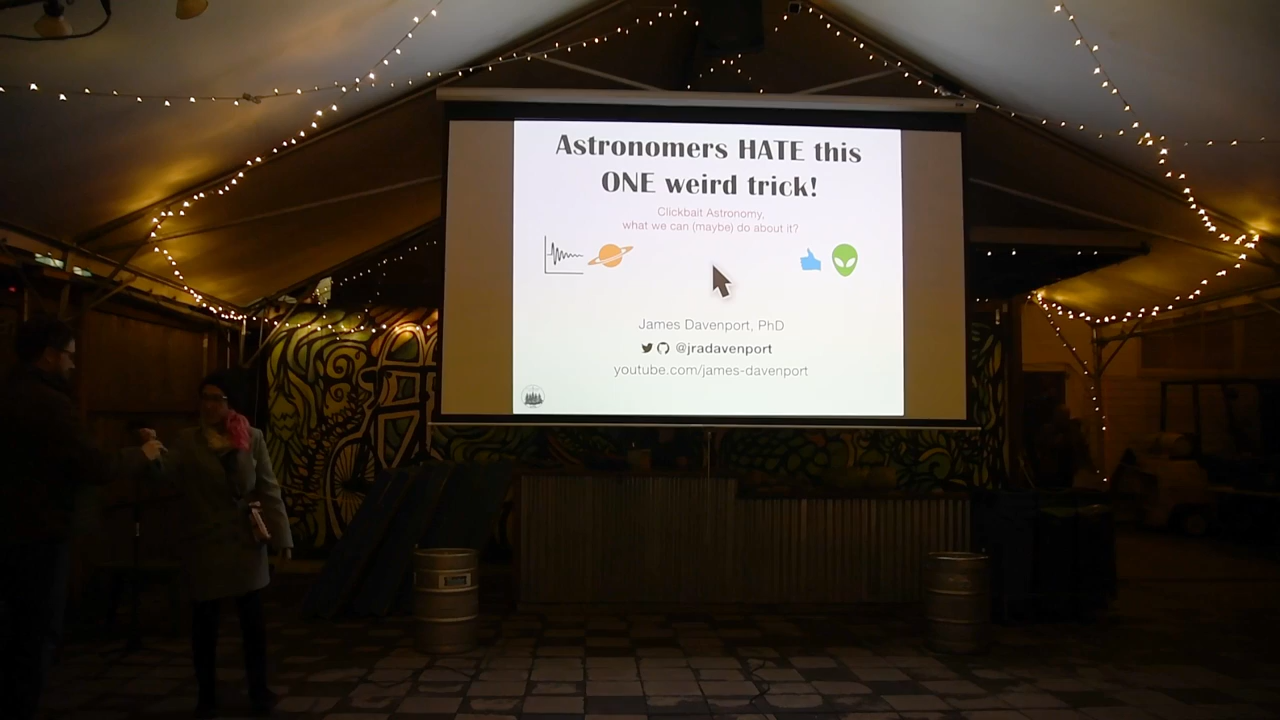 Astronomers HATE this
ONE weird trick!
Clickbait Astronomy,
what we can (maybe) do about it?
James Davenport, PhD
@jradavenport
youtube.com/james-davenport